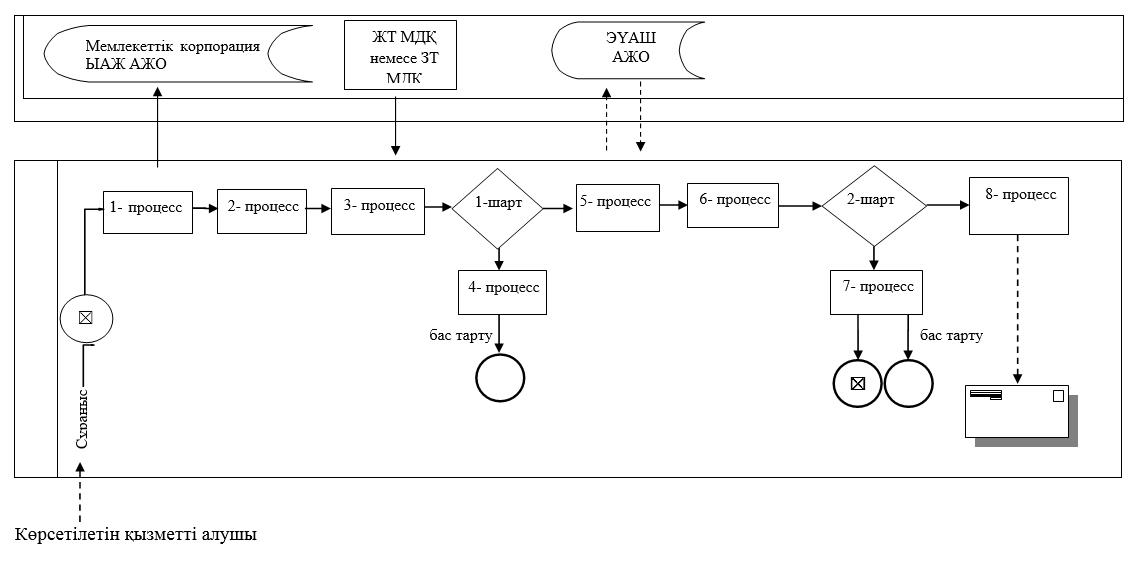 Мемлекеттік корпорация
ЫАЖ АЖО
ЖТ МДҚ
немесе ЗТ
МДҚ
ЭҮАШ
АЖО
1- процесс
2- процесс
3- процесс
1-шарт
5- процесс
6- процесс
2-шарт
8- процесс
4- процесс
7- процесс
бас тарту
бас тарту
Сұраныс
Көрсетілетін қызметті алушы